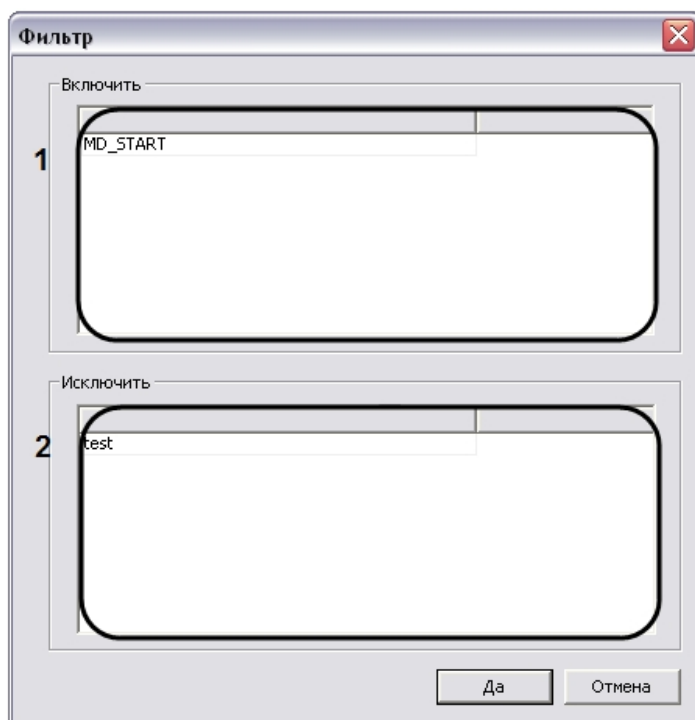 Фильтр
Включить
1
MD_START
Исключить
2
test
Да
Отмена